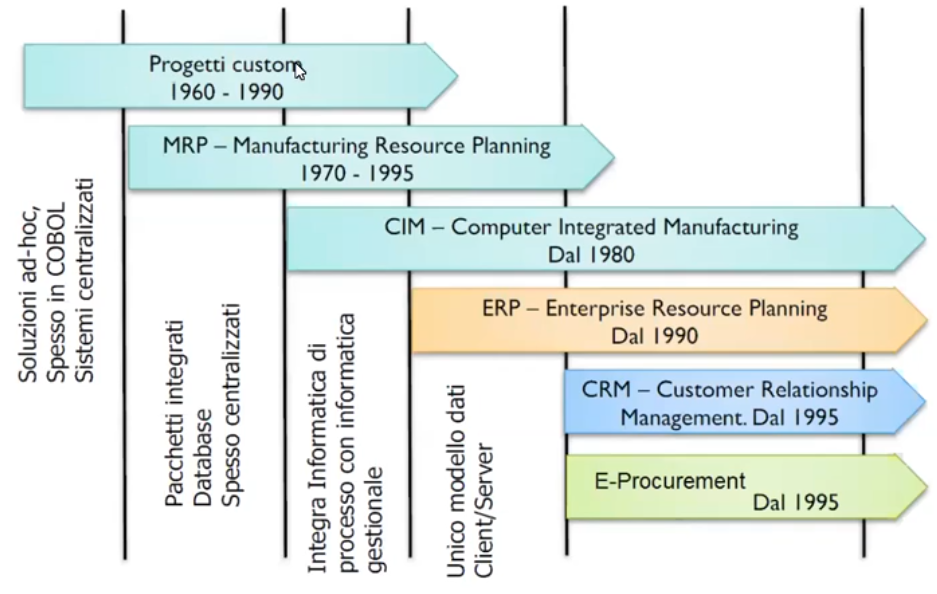 Progetti custom
1960 - 1990
MRP – Manufacturing Resource Planning
1970 - 1995
CIM – Computer Integrated Manufacturing
Dal 1980
ERP – Enterprise Resource Planning
Dal 1990
CRM – Customer Relationship
Management. Dal 1995
E-Procurement
Dal 1995
Soluzioni ad-hoc,
Spesso in COBOL
Sistemi centralizzati
Pacchetti integrati
Database
Spesso centralizzati
Integra Informatica di
processo con informatica
gestionale
Unico modello dati
Client/Server